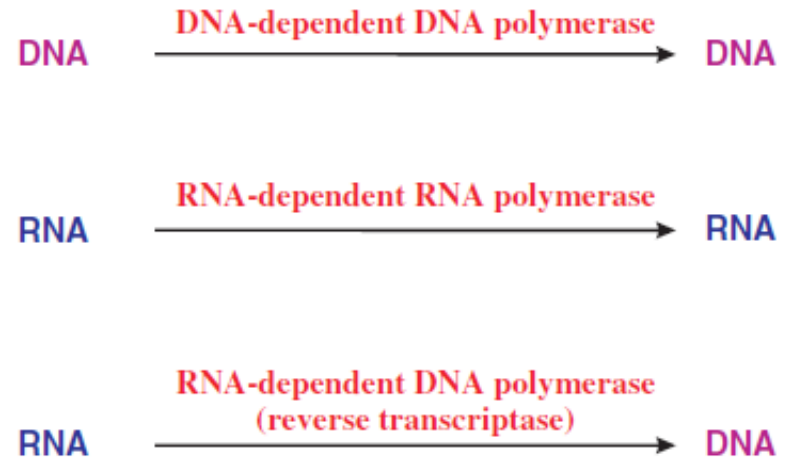 DNA-dependent DNA polymerase
DNA DNA
RNA-dependent RNA polymerase
RNA RNA
RNA-dependent DNA polymerase
(reverse transcriptase)
RNA DNA